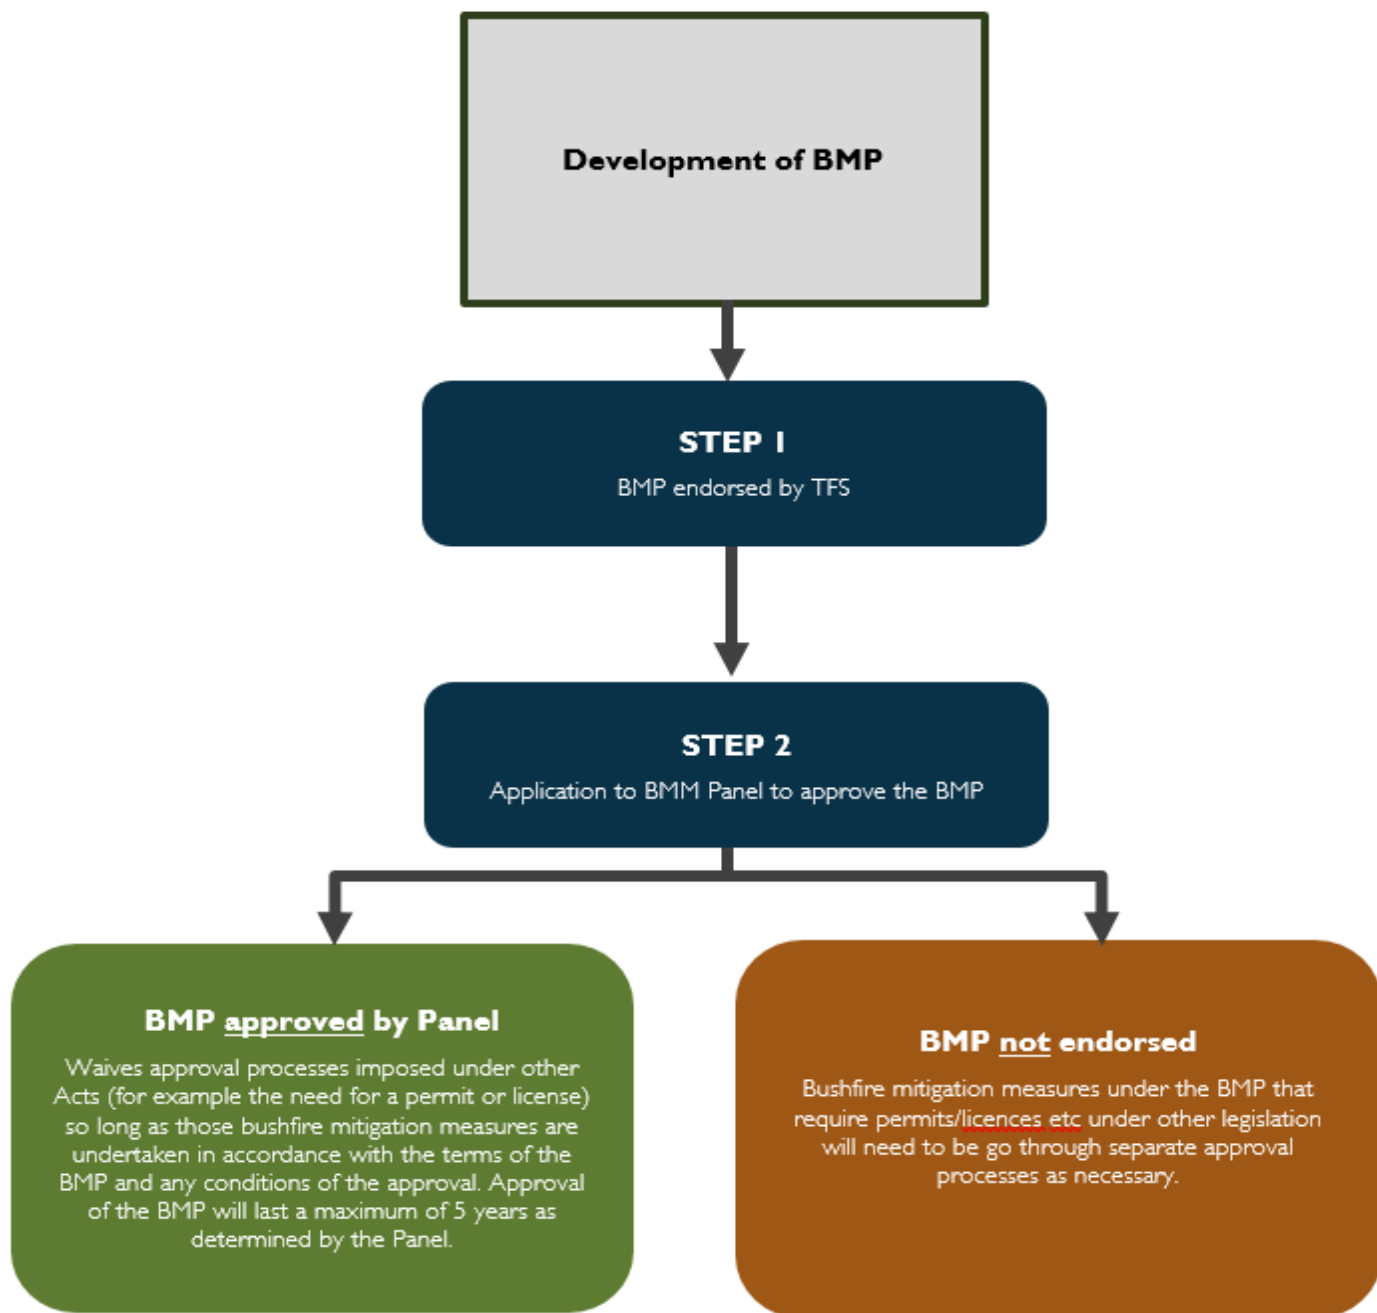 Development of BMP
STEP 1
BMP endorsed by TFS
STEP 2
Application to BMM Panel to approve the BMP
BMP approved by Panel
Waives approval processes imposed under other
Acts (for example the need for a permit or license)
so long as those bushfire mitigation measures are
undertaken in accordance with the terms of the
BMP and any conditions of the approval. Approval
of the BMP will last a maximum of 5 years as
determined by the Panel.
BMP not endorsed
Bushfire mitigation measures under the BMP that
require permits/licences etc under other legislation
will need to be go through separate approval
processes as necessary.